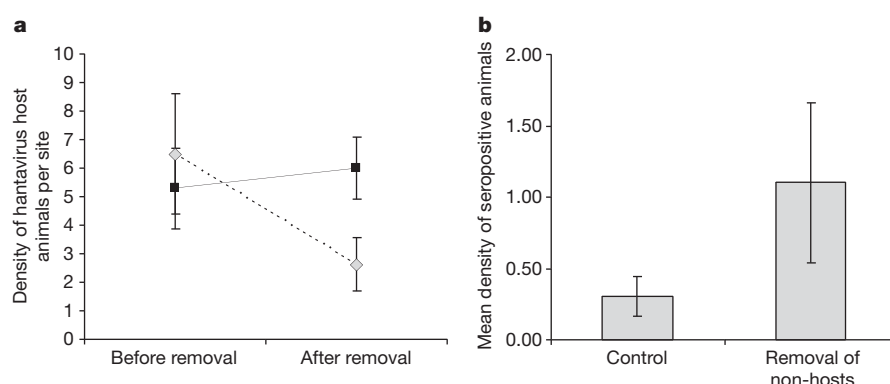 a
Density of hantavirus host
animals per site
10
9
8
7
6
5
4
3
2
1
0
Before removal
After removal
b
Mean density of seropositive animals
2.00
1.50
1.00
0.50
0.00
Control
Removal of
non-hosts